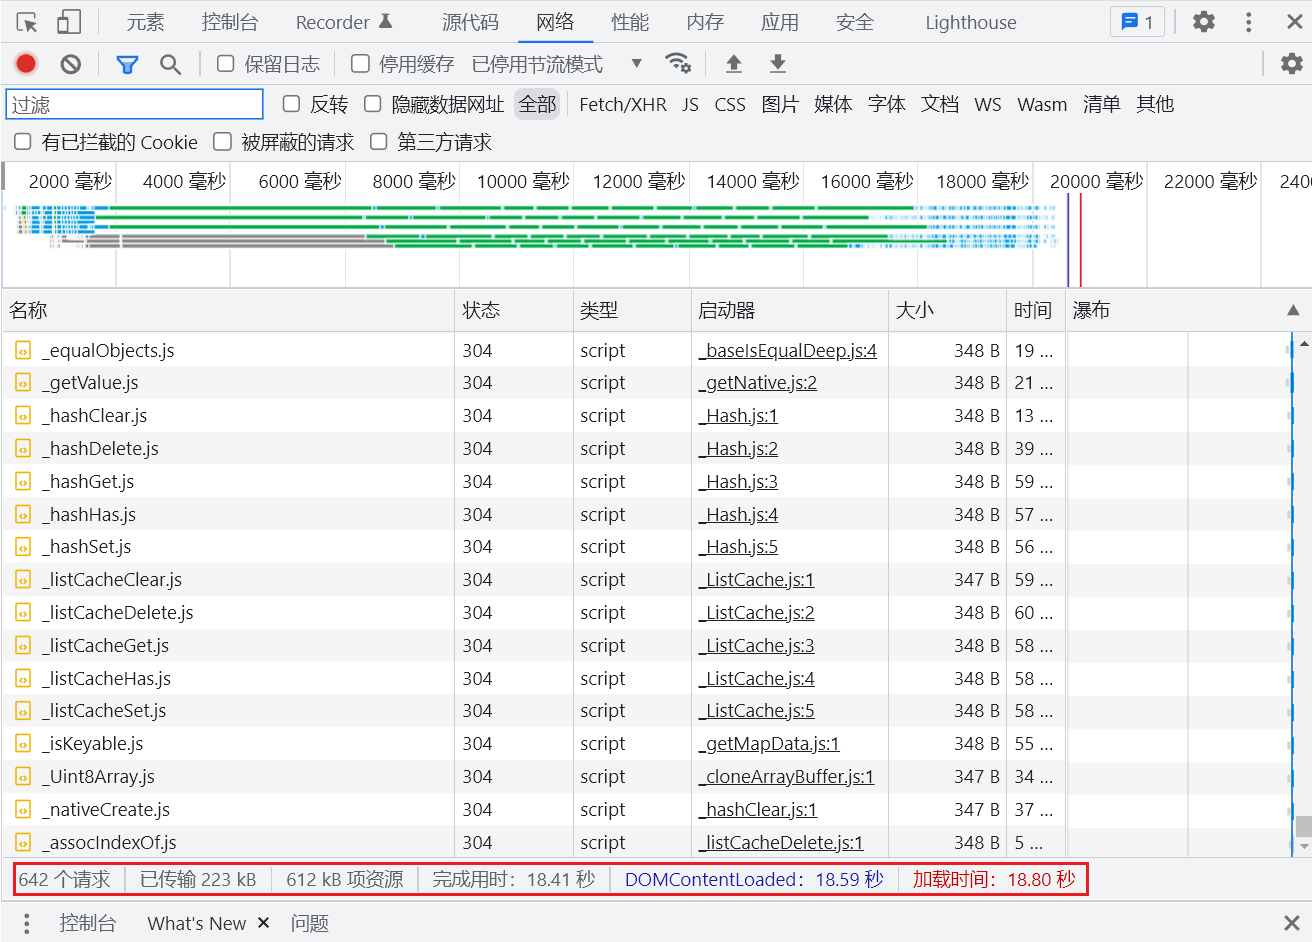 元素 控制台 Recorder 源代码 网络 性能 内存 应用 安全 Lighthouse 1
保留日志 停用缓存 已停用节流模式
过滤 反转 隐藏数据网址 全部 Fetch/XHR JS CSS 图片 媒体 字体 文档 WS Wasm 清单 其他
有已拦截的 Cookie 被屏蔽的请求 第三方请求
2000 毫秒 4000 毫秒 6000 毫秒 8000 毫秒 10000 毫秒 12000 毫秒 14000 毫秒 16000 毫秒 18000 毫秒 20000 毫秒 22000 毫秒 240
名称 状态 类型 启动器 大小 时间 瀑布
_equalObjects.js 304 script _baseIsEqualDeep.js:4 348 B 19 ...
_getValue.js 304 script _getNative.js:2 348 B 21 ...
_hashClear.js 304 script _Hash.js:1 348 B 13 ...
_hashDelete.js 304 script _Hash.js:2 348 B 39 ...
_hashGet.js 304 script _Hash.js:3 348 B 59 ...
_hashHas.js 304 script _Hash.js:4 348 B 57 ...
_hashSet.js 304 script _Hash.js:5 348 B 56 ...
_listCacheClear.js 304 script _ListCache.js:1 347 B 59 ...
_listCacheDelete.js 304 script _ListCache.js:2 348 B 60 ...
_listCacheGet.js 304 script _ListCache.js:3 348 B 58 ...
_listCacheHas.js 304 script _ListCache.js:4 348 B 58 ...
_listCacheSet.js 304 script _ListCache.js:5 348 B 58 ...
_isKeyable.js 304 script _getMapData.js:1 348 B 55 ...
_Uint8Array.js 304 script _cloneArrayBuffer.js:1 347 B 34 ...
_nativeCreate.js 304 script _hashClear.js:1 347 B 37 ...
_assocIndexOf.js 304 script _listCacheDelete.js:1 348 B 5 ...
642 个请求 已传输 223 kB 612 kB 项资源 完成用时：18.41 秒 DOMContentLoaded：18.59 秒 加载时间：18.80 秒
控制台 What's New 问题